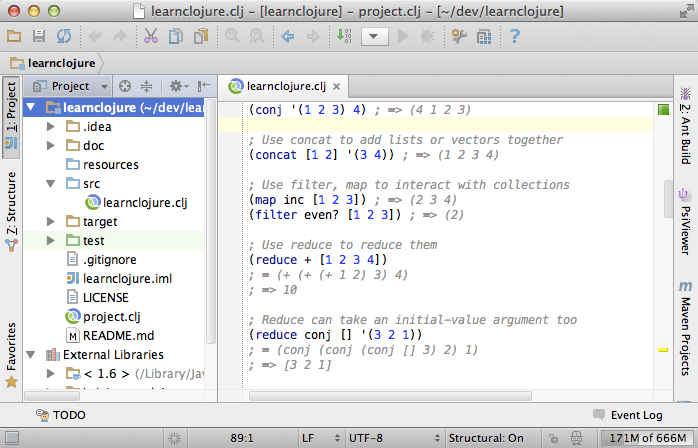 learnclojure.clj – [learnclojure] – project.clj – [~/dev/learnclojure]
learnclojure
1: Project
Z: Structure
Favorites
Project
learnclojure (~/dev/lear
.idea
doc
resources
src
learnclojure.clj
target
test
.gitignore
learnclojure.iml
LICENSE
project.clj
README.md
External Libraries
< 1.6 > (/Library/Jav
learnclojure.clj
(conj '(1 2 3) 4) ; => (4 1 2 3)
; Use concat to add lists or vectors together
(concat [1 2] '(3 4)) ; => (1 2 3 4)
; Use filter, map to interact with collections
(map inc [1 2 3]) ; => (2 3 4)
(filter even? [1 2 3]) ; => (2)
; Use reduce to reduce them
(reduce + [1 2 3 4])
; = (+ (+ (+ 1 2) 3) 4)
; => 10
; Reduce can take an initial-value argument too
(reduce conj [] '(3 2 1))
; = (conj (conj (conj [] 3) 2) 1)
; => [3 2 1]
2: Ant Build
PsiViewer
Maven Projects
TODO
Event Log
89:1
LF
UTF-8
Structural: On
171M of 666M